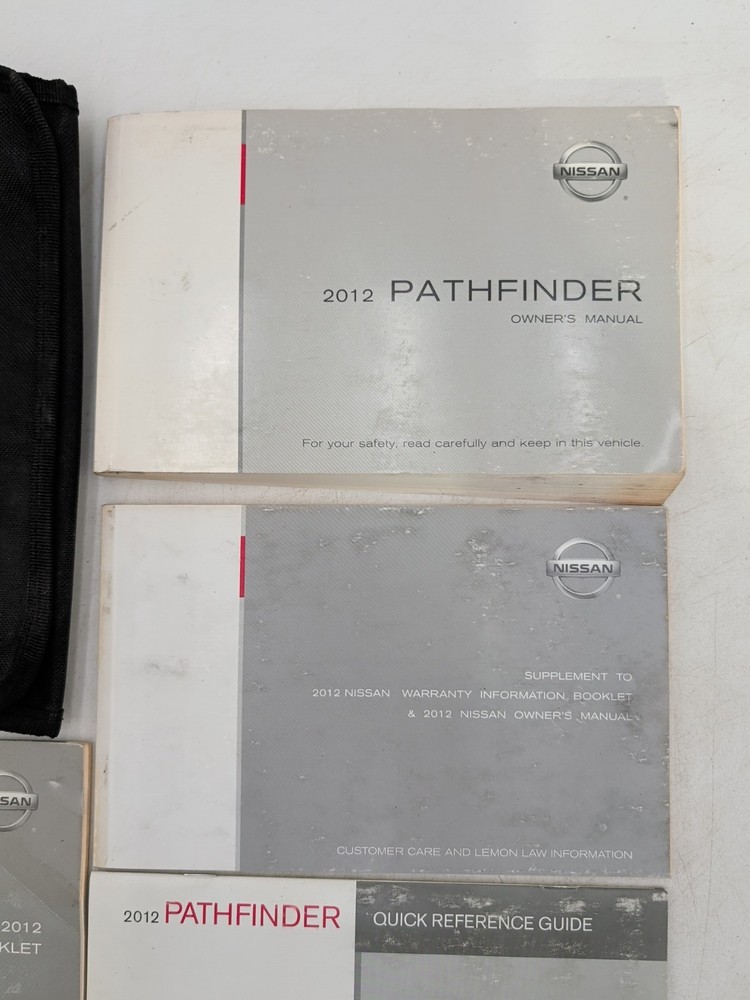 NISSAN
2012 PATHFINDER
OWNER'S MANUAL
For your safety, read carefully and keep in this vehicle.
NISSAN
SUPPLEMENT TO
2012 NISSAN WARRANTY INFORMATION BOOKLET
& 2012 NISSAN OWNER'S MANUAL
CUSTOMER CARE AND LEMON LAW INFORMATION
SAN
2012
KLET
2012 PATHFINDER
QUICK REFERENCE GUIDE